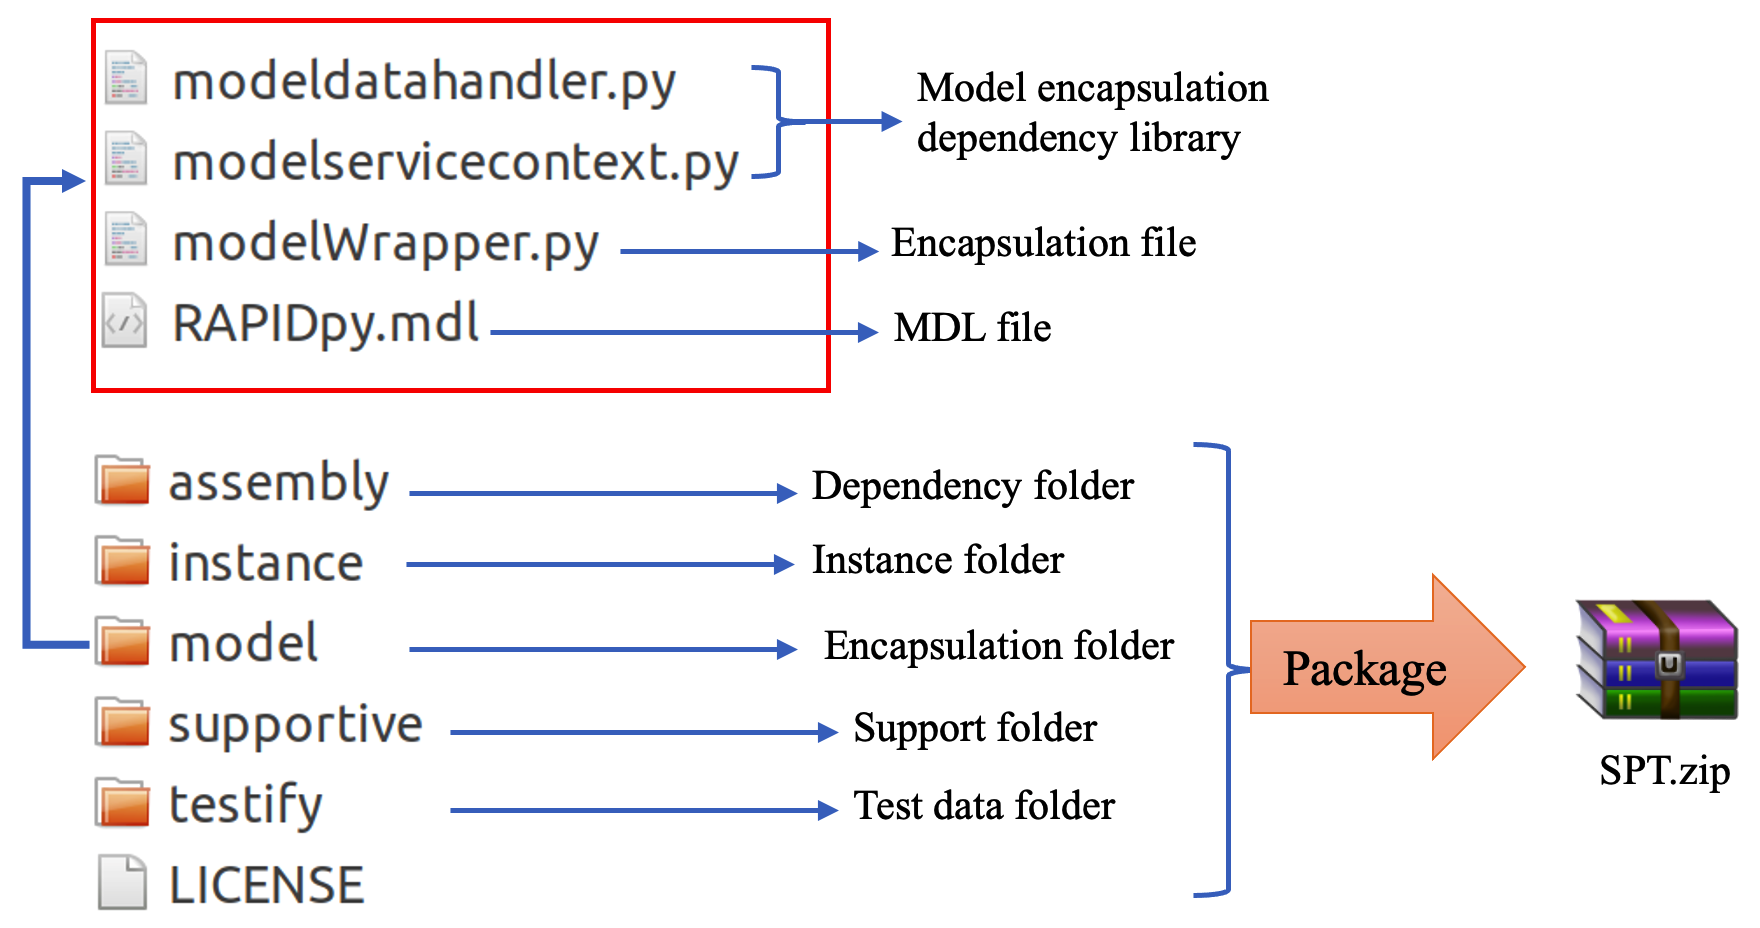 modeldatahandler.py
modelservicecontext.py
Model encapsulation
dependency library
modelWrapper.py
Encapsulation file
RAPIDpy.mdl
MDL file
assembly
Dependency folder
instance
Instance folder
model
Encapsulation folder
supportive
Support folder
testify
Test data folder
LICENSE
Package
SPT.zip